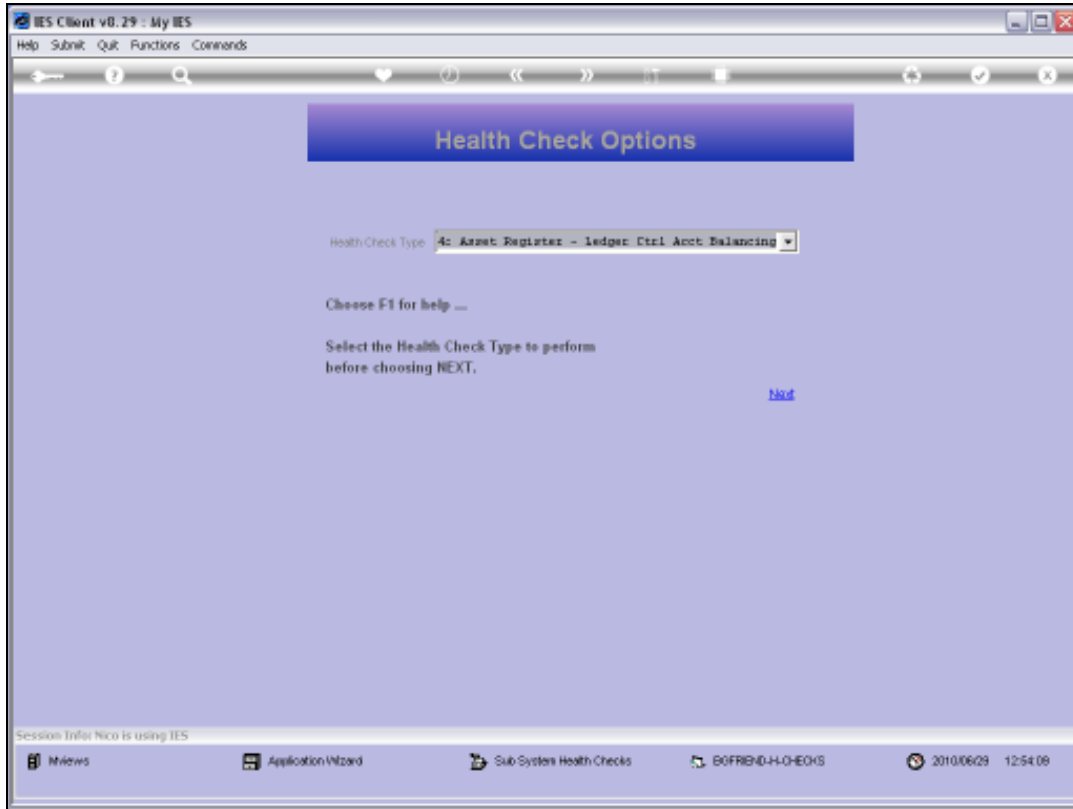 IES Client v8.29 : My IES
Help Submit Quit Functions Commands
Health Check Options
Health Check Type 4: Asset Register - ledger Ctrl Acct Balancing
Choose F1 for help ...
Select the Health Check Type to perform
before choosing NEXT.
Next
Session Info: Nico is using IES
Mviews Application Wizard Sub System Health Checks BGFRIEND-H-CHECKS 2010/06/29 12:54:09